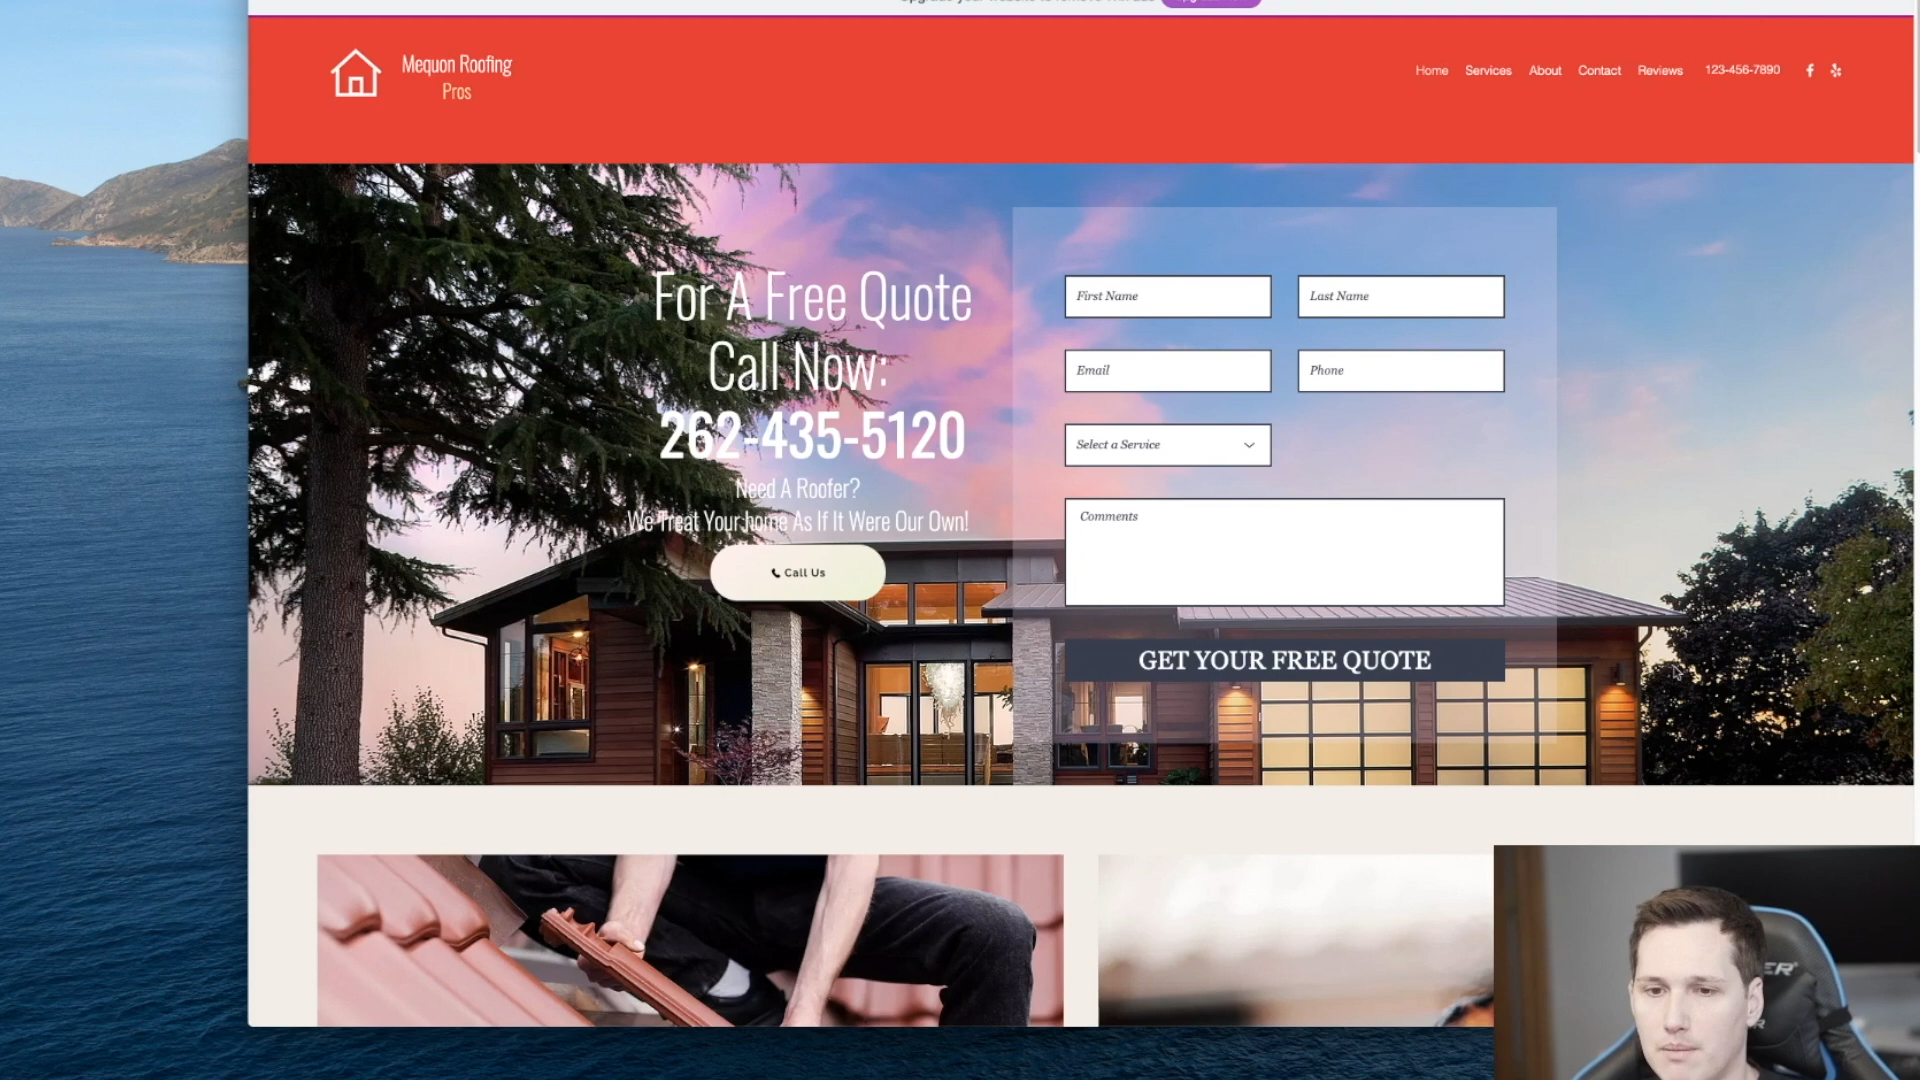 Mequon Roofing
Pros
Home Services About Contact Reviews 123-456-7890
For A Free Quote
Call Now:
262-435-5120
Need A Roofer?
We Treat Your home As If It Were Our Own!
Call Us
First Name
Last Name
Email
Phone
Select a Service
Comments
GET YOUR FREE QUOTE